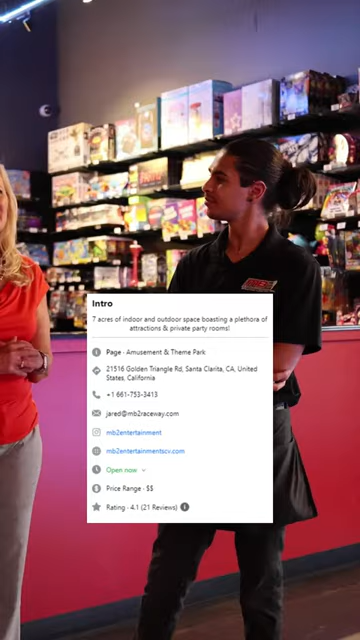 Intro
7 acres of indoor and outdoor space boasting a plethora of
attractions & private party rooms!
Page · Amusement & Theme Park
21516 Golden Triangle Rd, Santa Clarita, CA, United
States, California
+1 661-753-3413
jared@mb2raceway.com
mb2entertainment
mb2entertainmentscv.com
Open now
Price Range · $$
Rating · 4.1 (21 Reviews)